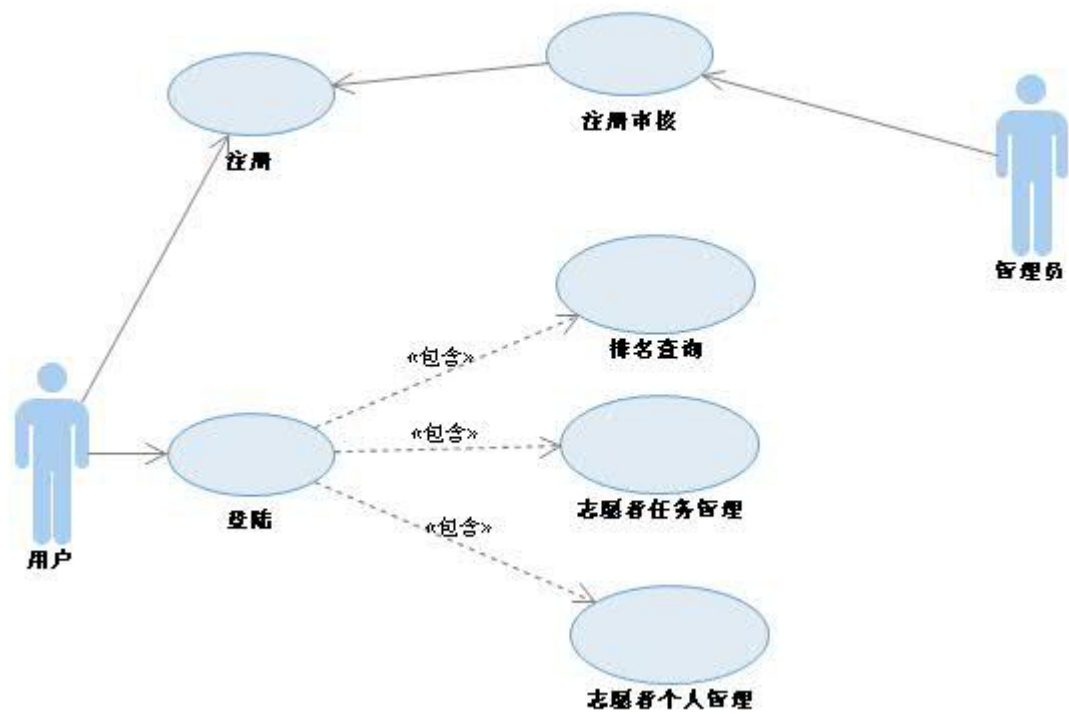 注册审核
注册
管理员
排名查询
«包含»
«包含»
志愿者任务管理
登陆
«包含»
用户
志愿者个人管理